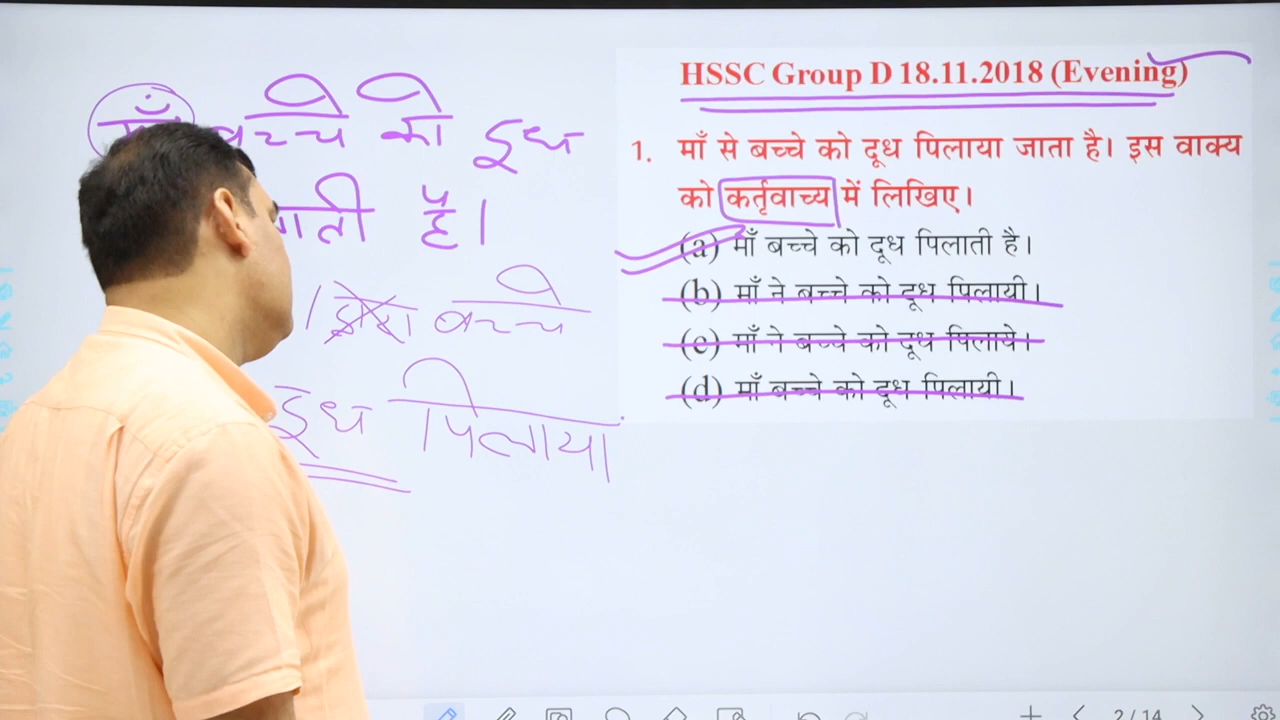 HSSC Group D 18.11.2018 (Evening)
1. माँ से बच्चे को दूध पिलाया जाता है। इस वाक्य
को कर्तृवाच्य में लिखिए।
(a) माँ बच्चे को दूध पिलाती है।
(b) माँ ने बच्चे को दूध पिलायी।
(c) माँ ने बच्चे को दूध पिलाये।
(d) माँ बच्चे को दूध पिलायी।
माँ बच्चे को दूध
है।
बच्चे
दूध पिलाया
2 / 14